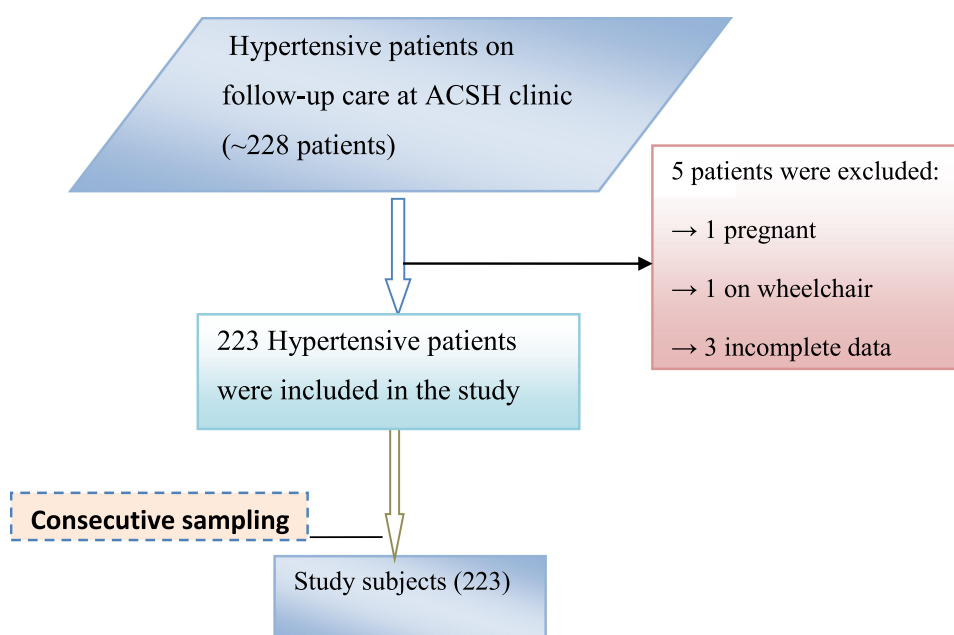 Hypertensive patients on
follow-up care at ACSH clinic
(~228 patients)
5 patients were excluded:
→ 1 pregnant
→ 1 on wheelchair
→ 3 incomplete data
223 Hypertensive patients
were included in the study
Consecutive sampling
Study subjects (223)